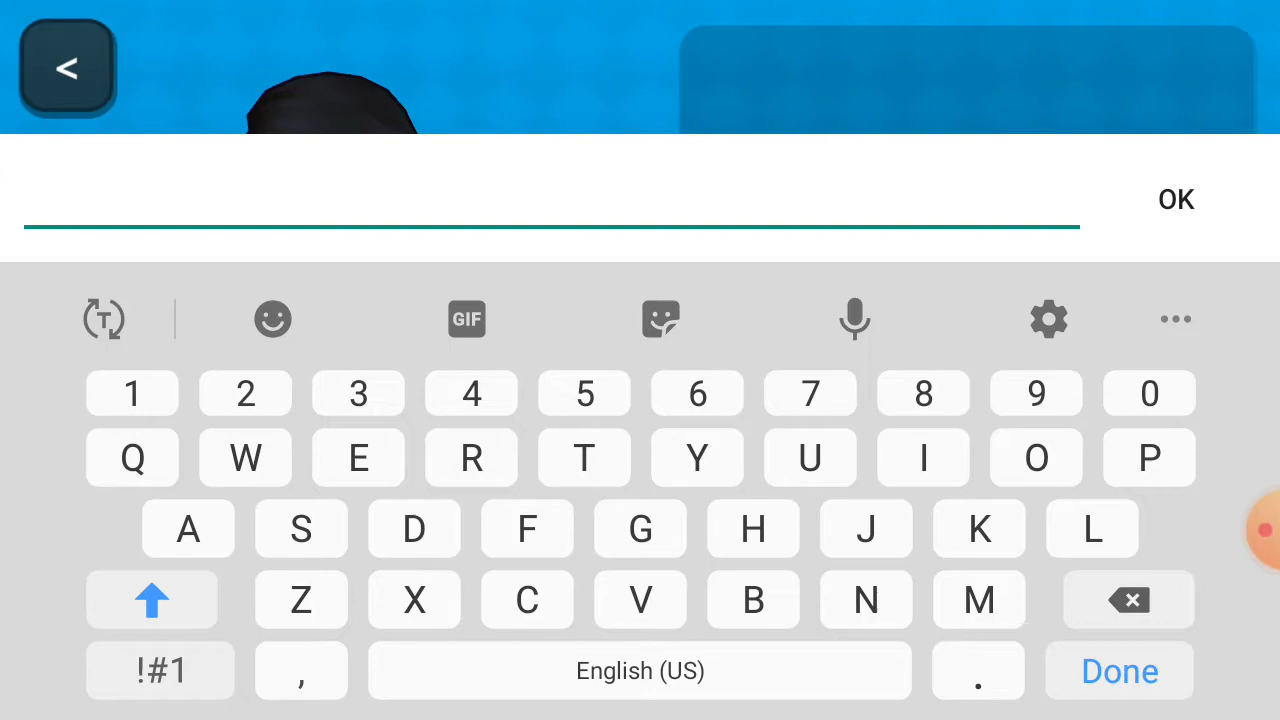 <
OK
GIF
1 2 3 4 5 6 7 8 9 0
Q W E R T Y U I O P
A S D F G H J K L
Z X C V B N M
!#1 , English (US) . Done